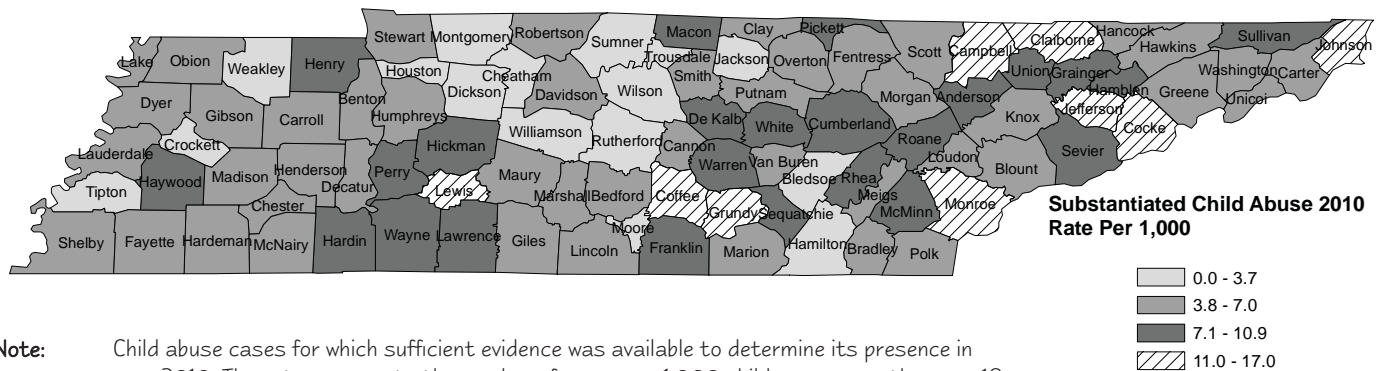 Stewart Montgomery Robertson Sumner Macon Clay Pickett Scott Campbell Claiborne Hancock Hawkins Sullivan Johnson
Lake Obion Weakley Henry Houston Cheatham Trousdale Jackson Overton Fentress Union Grainger Washington Carter
Dickson Wilson Smith Hamblen Greene Unicoi
Dyer Gibson Carroll Benton Humphreys Davidson Putnam Morgan Anderson Knox Jefferson Cocke
Crockett Williamson Rutherford De Kalb White Cumberland Roane
Lauderdale Hickman Cannon Loudon Blount Sevier
Tipton Haywood Madison Henderson Decatur Perry Lewis Maury Warren Van Buren Bledsoe Rhea Meigs
Chester Marshall Bedford Coffee Grundy Sequatchie McMinn Monroe
Shelby Fayette Hardeman McNairy Hardin Wayne Lawrence Giles Lincoln Moore Franklin Marion Hamilton Bradley Polk
Substantiated Child Abuse 2010
Rate Per 1,000
0.0 - 3.7
3.8 - 7.0
7.1 - 10.9
11.0 - 17.0
Note: Child abuse cases for which sufficient evidence was available to determine its presence in